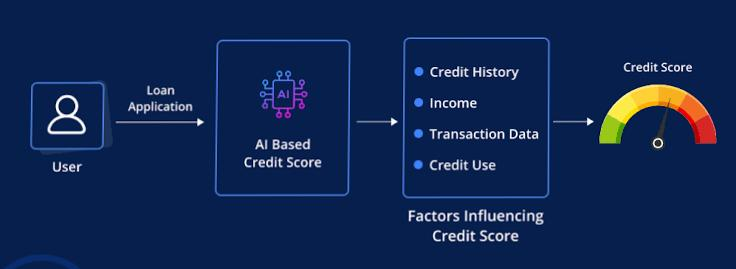 Loan
Application
User
AI
AI Based
Credit Score
Credit History
Income
Transaction Data
Credit Use
Factors Influencing
Credit Score
Credit Score